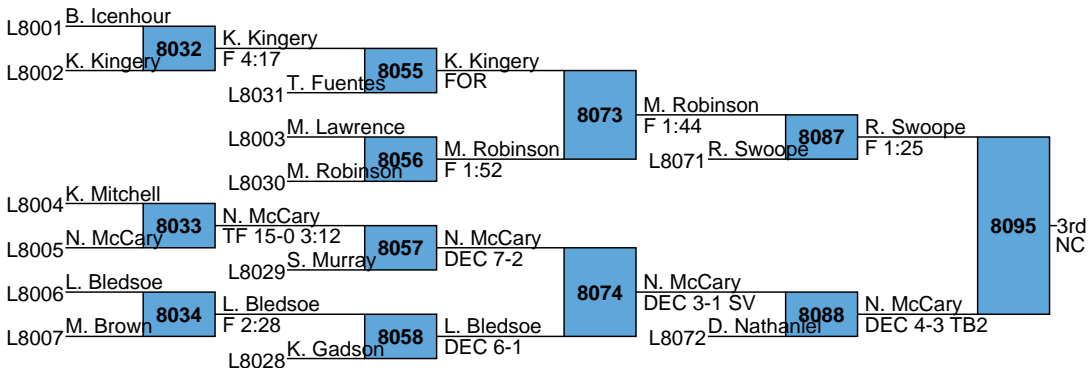 L8001 B. Icenhour
8032
L8002 K. Kingery
K. Kingery
F 4:17
8055
L8031 T. Fuentes
K. Kingery
FOR
8073
L8003 M. Lawrence
8056
L8030 M. Robinson
M. Robinson
F 1:52
M. Robinson
F 1:44
8087
L8071 R. Swoope
R. Swoope
F 1:25
8095
3rd
NC
L8004 K. Mitchell
8033
L8005 N. McCary
N. McCary
TF 15-0 3:12
8057
L8029 S. Murray
N. McCary
DEC 7-2
8074
L8006 L. Bledsoe
8034
L8007 M. Brown
L. Bledsoe
F 2:28
8058
L8028 K. Gadson
L. Bledsoe
DEC 6-1
N. McCary
DEC 3-1 SV
8088
L8072 D. Nathaniel
N. McCary
DEC 4-3 TB2